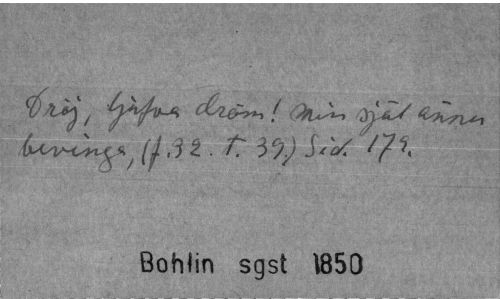 Dröj, ljufva dröm! Min själ ännu
bevinga, (f. 32. t. 39.) Sid. 179.
Bohlin sgst 1850